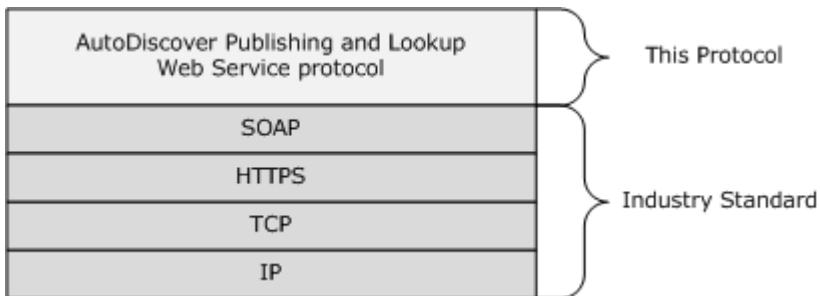 AutoDiscover Publishing and Lookup
Web Service protocol
This Protocol
SOAP
HTTPS
TCP
IP
Industry Standard